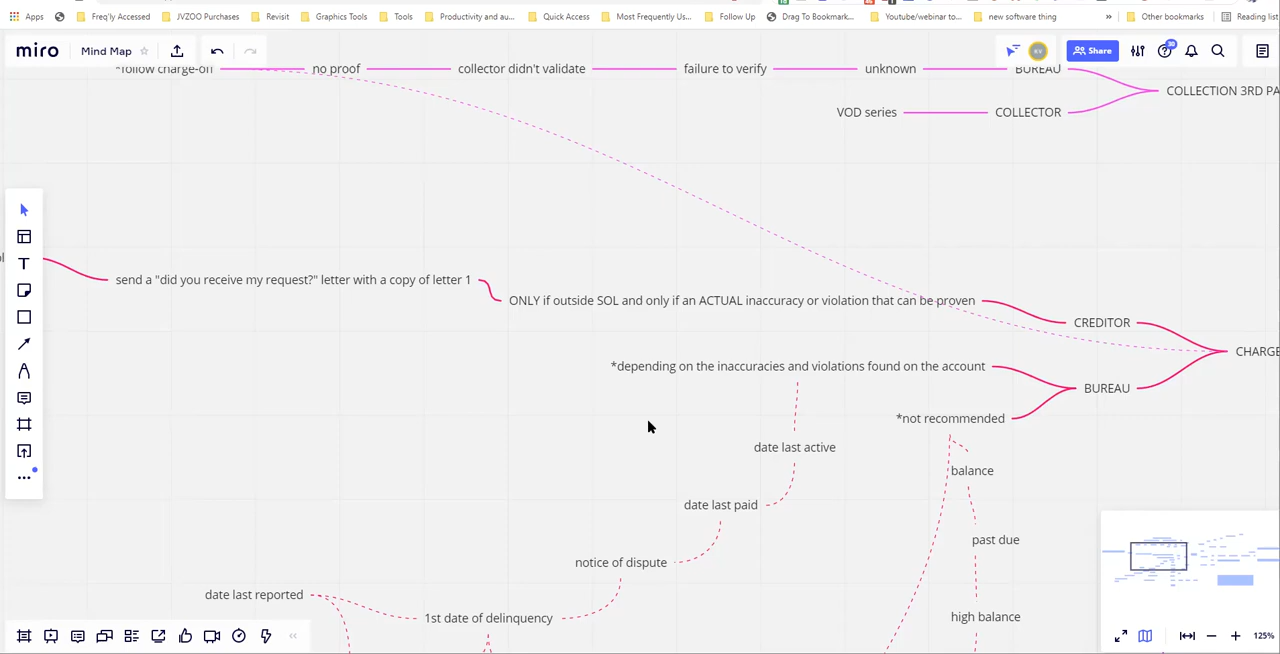 Apps
Freq'ly Accessed
JVZOO Purchases
Revisit
Graphics Tools
Tools
Productivity and au...
Quick Access
Most Frequently Us...
Follow Up
Drag To Bookmark...
Youtube/webinar to...
new software thing
»
Other bookmarks
Reading list
miro
Mind Map
Share
*follow charge-off
no proof
collector didn't validate
failure to verify
unknown
BUREAU
COLLECTION 3RD PA
VOD series
COLLECTOR
send a "did you receive my request?" letter with a copy of letter 1
ONLY if outside SOL and only if an ACTUAL inaccuracy or violation that can be proven
CREDITOR
CHARGE
*depending on the inaccuracies and violations found on the account
BUREAU
*not recommended
date last active
balance
date last paid
past due
notice of dispute
date last reported
1st date of delinquency
high balance
125%